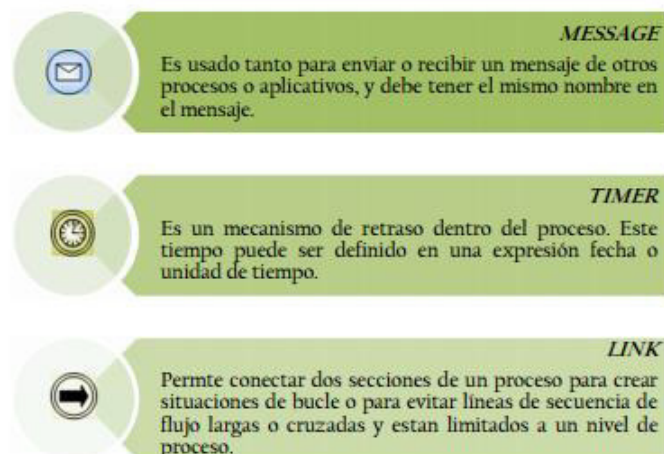 MESSAGE
Es usado tanto para enviar o recibir un mensaje de otros
procesos o aplicativos, y debe tener el mismo nombre en
el mensaje.
TIMER
Es un mecanismo de retraso dentro del proceso. Este
tiempo puede ser definido en una expresión fecha o
unidad de tiempo.
LINK
Permte conectar dos secciones de un proceso para crear
situaciones de bucle o para evitar líneas de secuencia de
flujo largas o cruzadas y estan limitados a un nivel de
proceso.